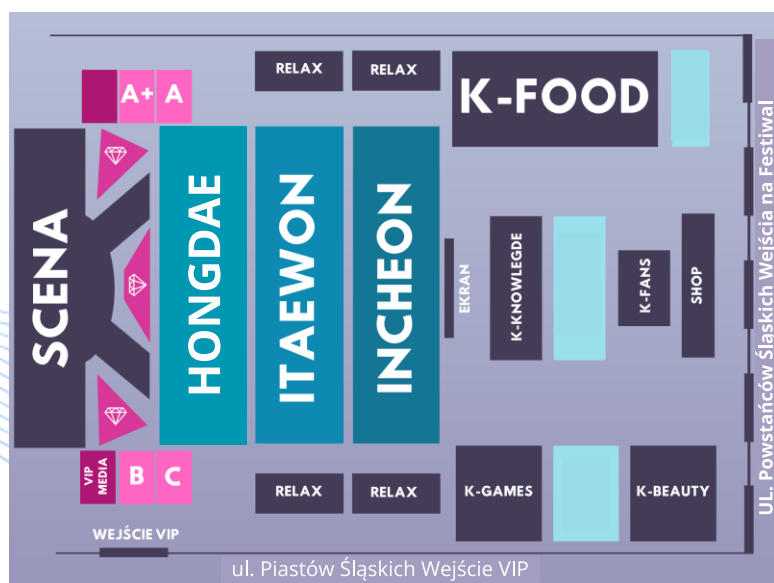 RELAX
RELAX
K-FOOD
A+
A
SCENA
HONGDAE
ITAEWON
INCHEON
EKRAN
K-KNOWLEGDE
K-FANS
SHOP
UL. Powstańców Śląskich Wejścia na Festiwal
VIP
MEDIA
B
C
RELAX
RELAX
K-GAMES
K-BEAUTY
WEJŚCIE VIP
ul. Piastów Śląskich Wejście VIP